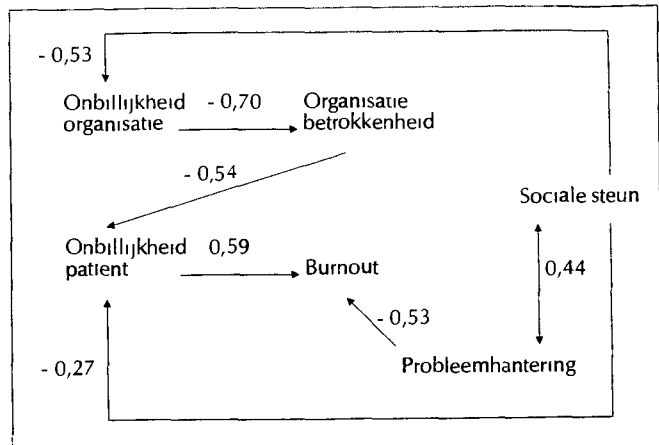 - 0,53
Onbillijkheid - 0,70 Organisatie
organisatie betrokkenheid
- 0,54
Sociale steun
Onbillijkheid 0,59
patient Burnout 0,44
- 0,53
- 0,27 Probleemhantering